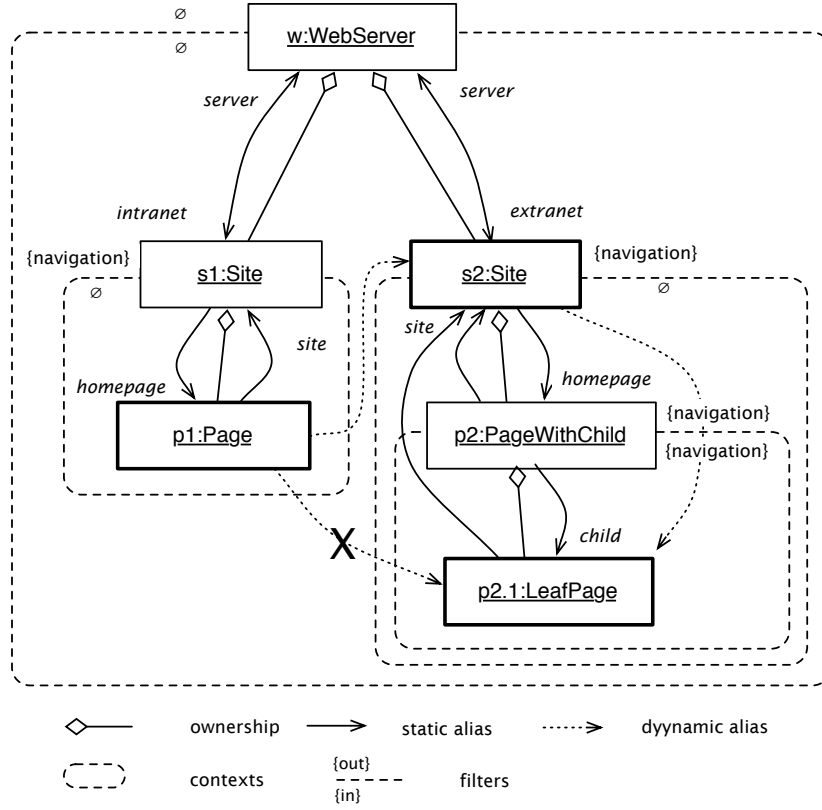 ∅
w:WebServer
∅
server
server
intranet
extranet
{navigation}
s1:Site
s2:Site
{navigation}
∅
∅
site
site
homepage
homepage
p1:Page
p2:PageWithChild
{navigation}
{navigation}
X
child
p2.1:LeafPage
ownership
static alias
dyynamic alias
contexts
{out}
{in}
filters